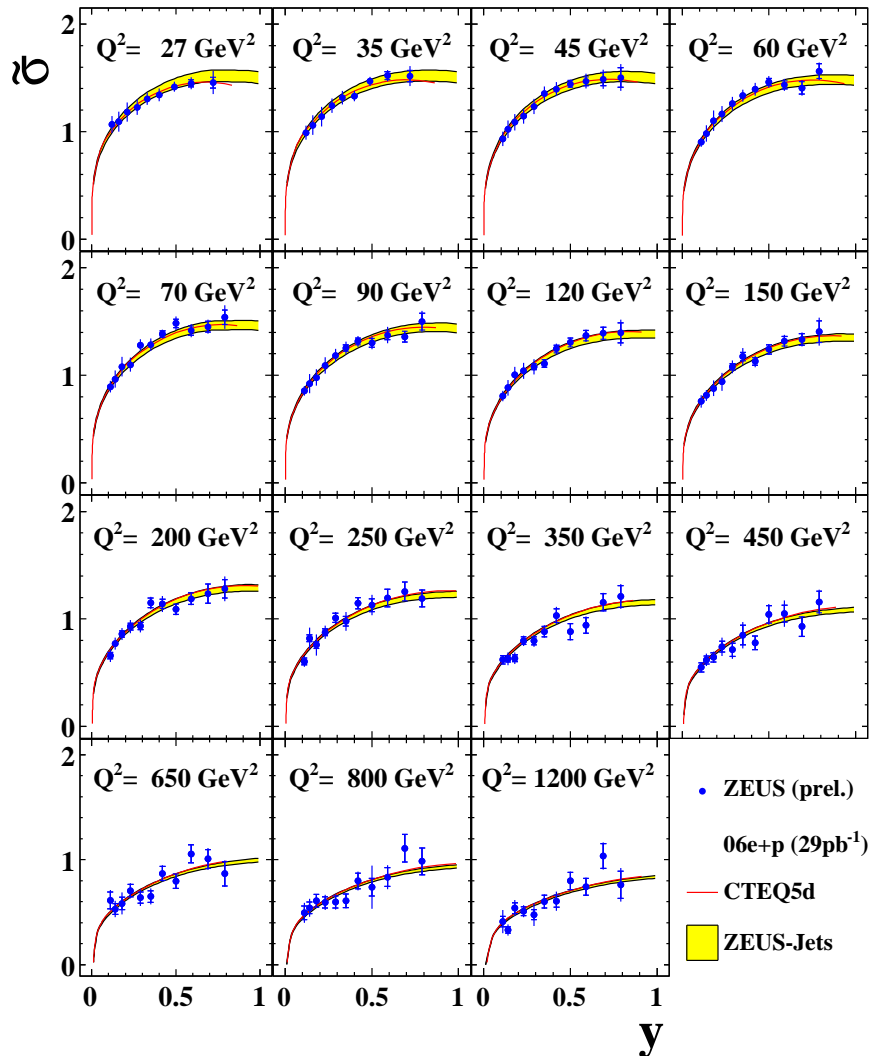 σ̃
2
Q²= 27 GeV² Q²= 35 GeV² Q²= 45 GeV² Q²= 60 GeV²
1
0
2
Q²= 70 GeV² Q²= 90 GeV² Q²= 120 GeV² Q²= 150 GeV²
1
0
2
Q²= 200 GeV² Q²= 250 GeV² Q²= 350 GeV² Q²= 450 GeV²
1
0
2
Q²= 650 GeV² Q²= 800 GeV² Q²= 1200 GeV²
ZEUS (prel.)
06e+p (29pb⁻¹)
1
CTEQ5d
ZEUS-Jets
0
0 0.5 1 0 0.5 1 0 0.5 1
y